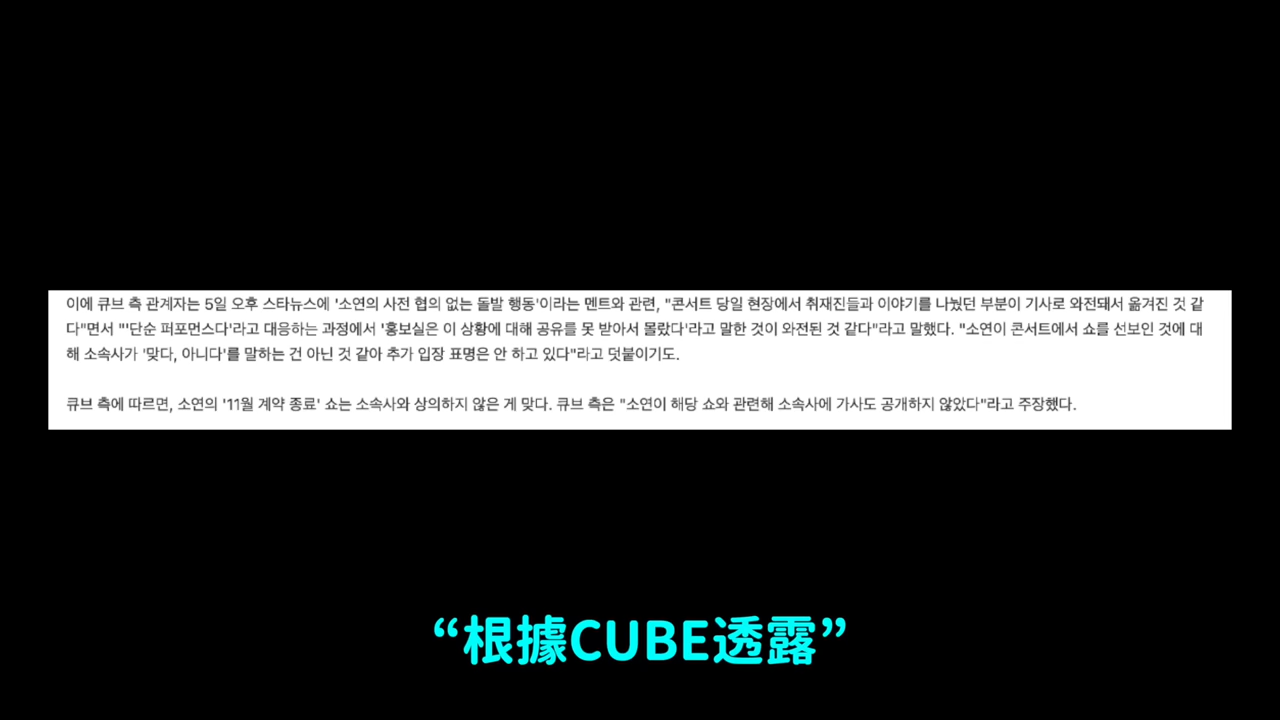 이에 큐브 측 관계자는 5일 오후 스타뉴스에 '소연의 사전 협의 없는 돌발 행동'이라는 멘트와 관련, "콘서트 당일 현장에서 취재진들과 이야기를 나눴던 부분이 기사로 와전돼서 옮겨진 것 같
다"면서 "'단순 퍼포먼스다'라고 대응하는 과정에서 '홍보실은 이 상황에 대해 공유를 못 받아서 몰랐다'라고 말한 것이 와전된 것 같다"라고 말했다. "소연이 콘서트에서 쇼를 선보인 것에 대
해 소속사가 '맞다, 아니다'를 말하는 건 아닌 것 같아 추가 입장 표명은 안 하고 있다"라고 덧붙이기도.
큐브 측에 따르면, 소연의 '11월 계약 종료' 쇼는 소속사와 상의하지 않은 게 맞다. 큐브 측은 "소연이 해당 쇼와 관련해 소속사에 가사도 공개하지 않았다"라고 주장했다.
“根據CUBE透露”